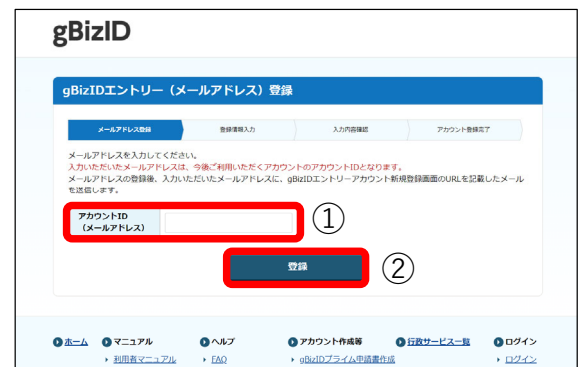 gBizID
gBizIDエントリー（メールアドレス）登録
メールアドレス登録 登録情報入力 入力内容確認 アカウント登録完了
メールアドレスを入力してください。
入力いただいたメールアドレスは、今後ご利用いただくアカウントのアカウントIDとなります。
メールアドレスの登録後、入力いただいたメールアドレスに、gBizIDエントリーアカウント新規登録画面のURLを記載したメール
を送信します。
アカウントID
（メールアドレス）
①
登録
②
ホーム マニュアル ヘルプ アカウント作成等 行政サービス一覧 ログイン
利用者マニュアル FAQ gBizIDプライム申請書作成 ログイン